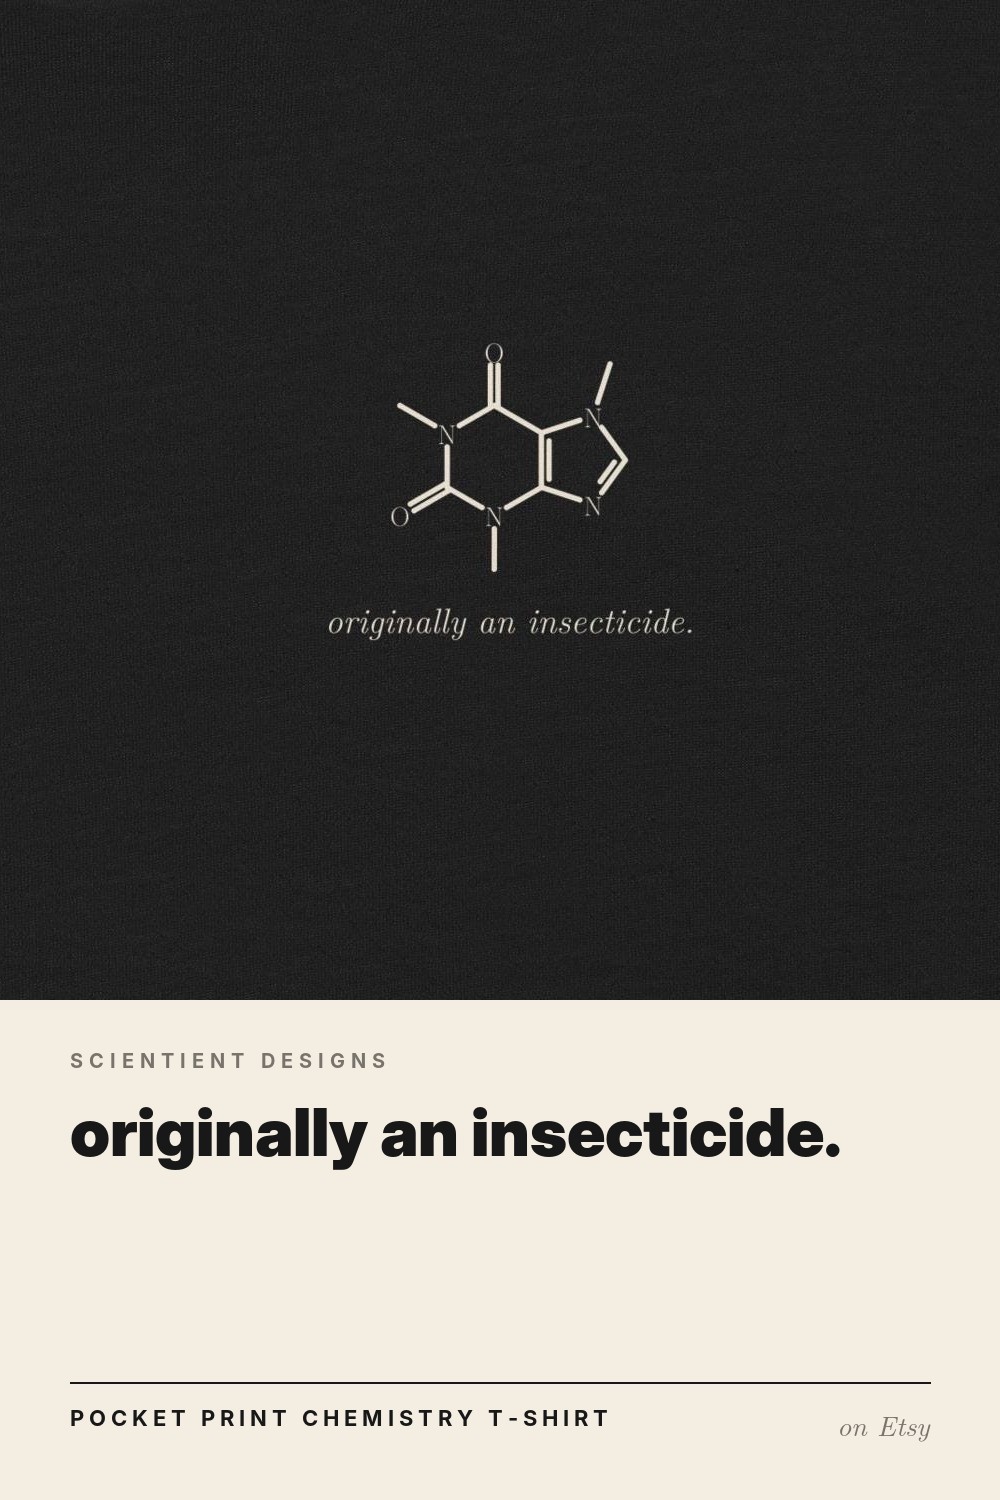 O
N
N
O
N
N
originally an insecticide.
SCIENTIENT DESIGNS
originally an insecticide.
POCKET PRINT CHEMISTRY T-SHIRT
on Etsy